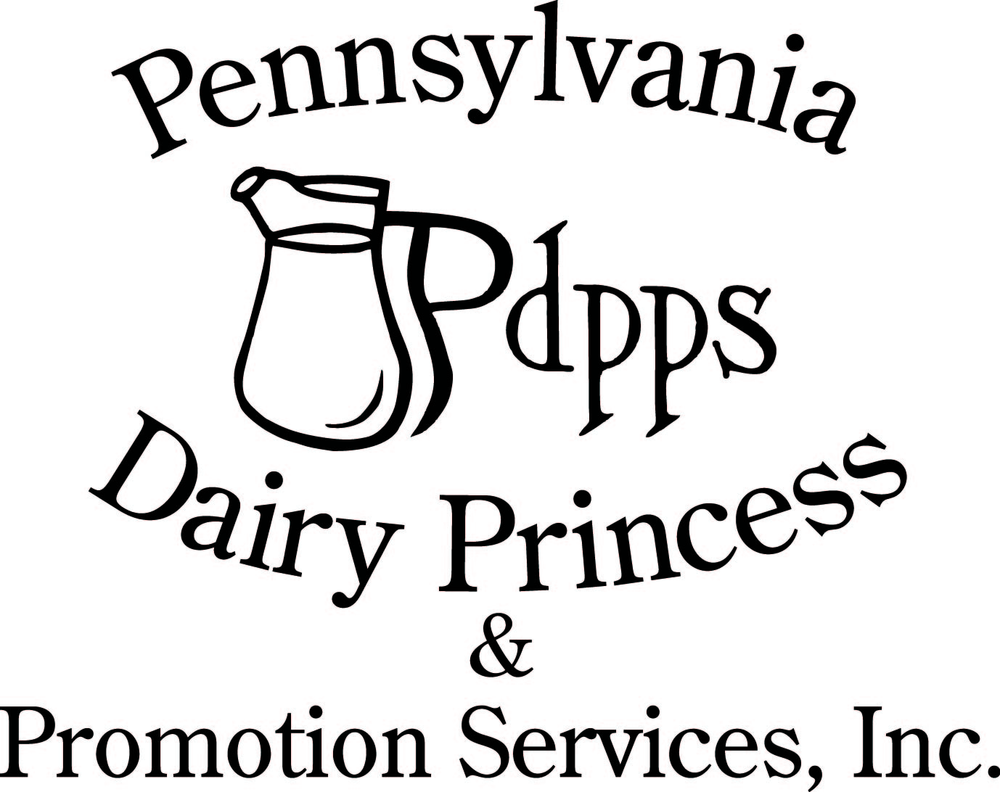 Pennsylvania
Pdpps
Dairy Princess
&
Promotion Services, Inc.